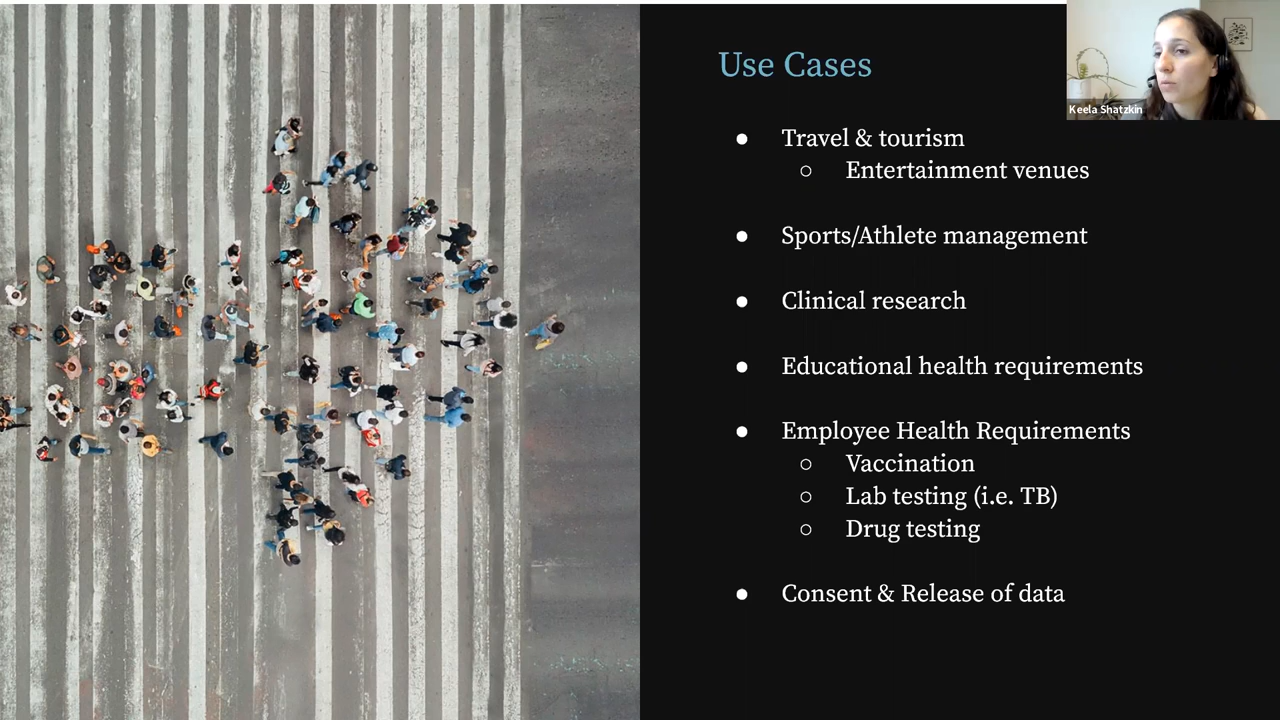 Use Cases
Keela Shatzkin
● Travel & tourism
○ Entertainment venues
● Sports/Athlete management
● Clinical research
● Educational health requirements
● Employee Health Requirements
○ Vaccination
○ Lab testing (i.e. TB)
○ Drug testing
● Consent & Release of data